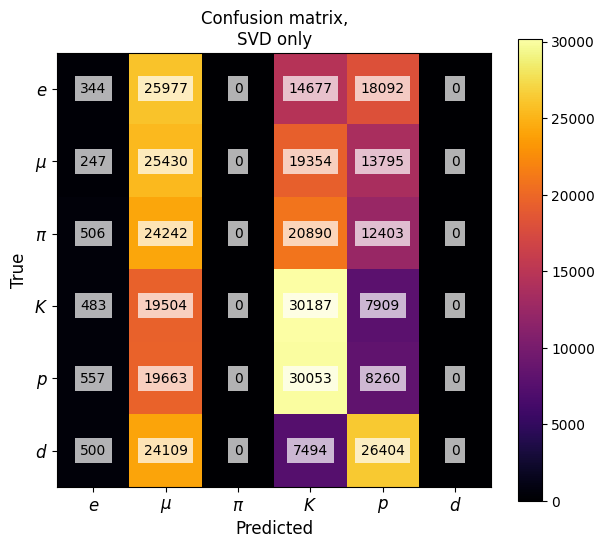 Confusion matrix,
SVD only
e 344 25977 0 14677 18092 0
μ 247 25430 0 19354 13795 0
π 506 24242 0 20890 12403 0
K 483 19504 0 30187 7909 0
p 557 19663 0 30053 8260 0
d 500 24109 0 7494 26404 0
e μ π K p d
Predicted
True
30000
25000
20000
15000
10000
5000
0